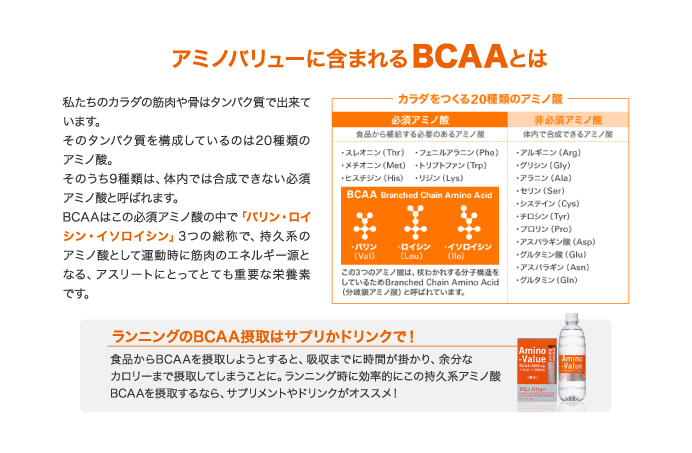 アミノバリューに含まれるBCAAとは
私たちのカラダの筋肉や骨はタンパク質で出来て
います。
そのタンパク質を構成しているのは20種類の
アミノ酸。
そのうち9種類は、体内では合成できない必須
アミノ酸と呼ばれます。
BCAAはこの必須アミノ酸の中で「バリン・ロイ
シン・イソロイシン」3つの総称で、持久系の
アミノ酸として運動時に筋肉のエネルギー源と
なる、アスリートにとってとても重要な栄養素
です。
カラダをつくる20種類のアミノ酸
必須アミノ酸
食品から補給する必要のあるアミノ酸
・スレオニン(Thr) ・フェニルアラニン(Phe)
・メチオニン(Met) ・トリプトファン(Trp)
・ヒスチジン(His) ・リジン(Lys)
BCAA Branched Chain Amino Acid
・バリン ・ロイシン ・イソロイシン
(Val) (Leu) (Ile)
この3つのアミノ酸は、枝わかれする分子構造を
しているためBranched Chain Amino Acid
(分岐鎖アミノ酸)と呼ばれています。
非必須アミノ酸
体内で合成できるアミノ酸
・アルギニン(Arg)
・グリシン(Gly)
・アラニン(Ala)
・セリン(Ser)
・システイン(Cys)
・チロシン(Tyr)
・プロリン(Pro)
・アスパラギン酸(Asp)
・グルタミン酸(Glu)
・アスパラギン(Asn)
・グルタミン(Gln)
ランニングのBCAA摂取はサプリかドリンクで!
食品からBCAAを摂取しようとすると、吸収までに時間が掛かり、余分な
カロリーまで摂取してしまうことに。ランニング時に効率的にこの持久系アミノ酸
BCAAを摂取するなら、サプリメントやドリンクがオススメ!
Amino
-Value
アミノバリュー
Amino
-Value